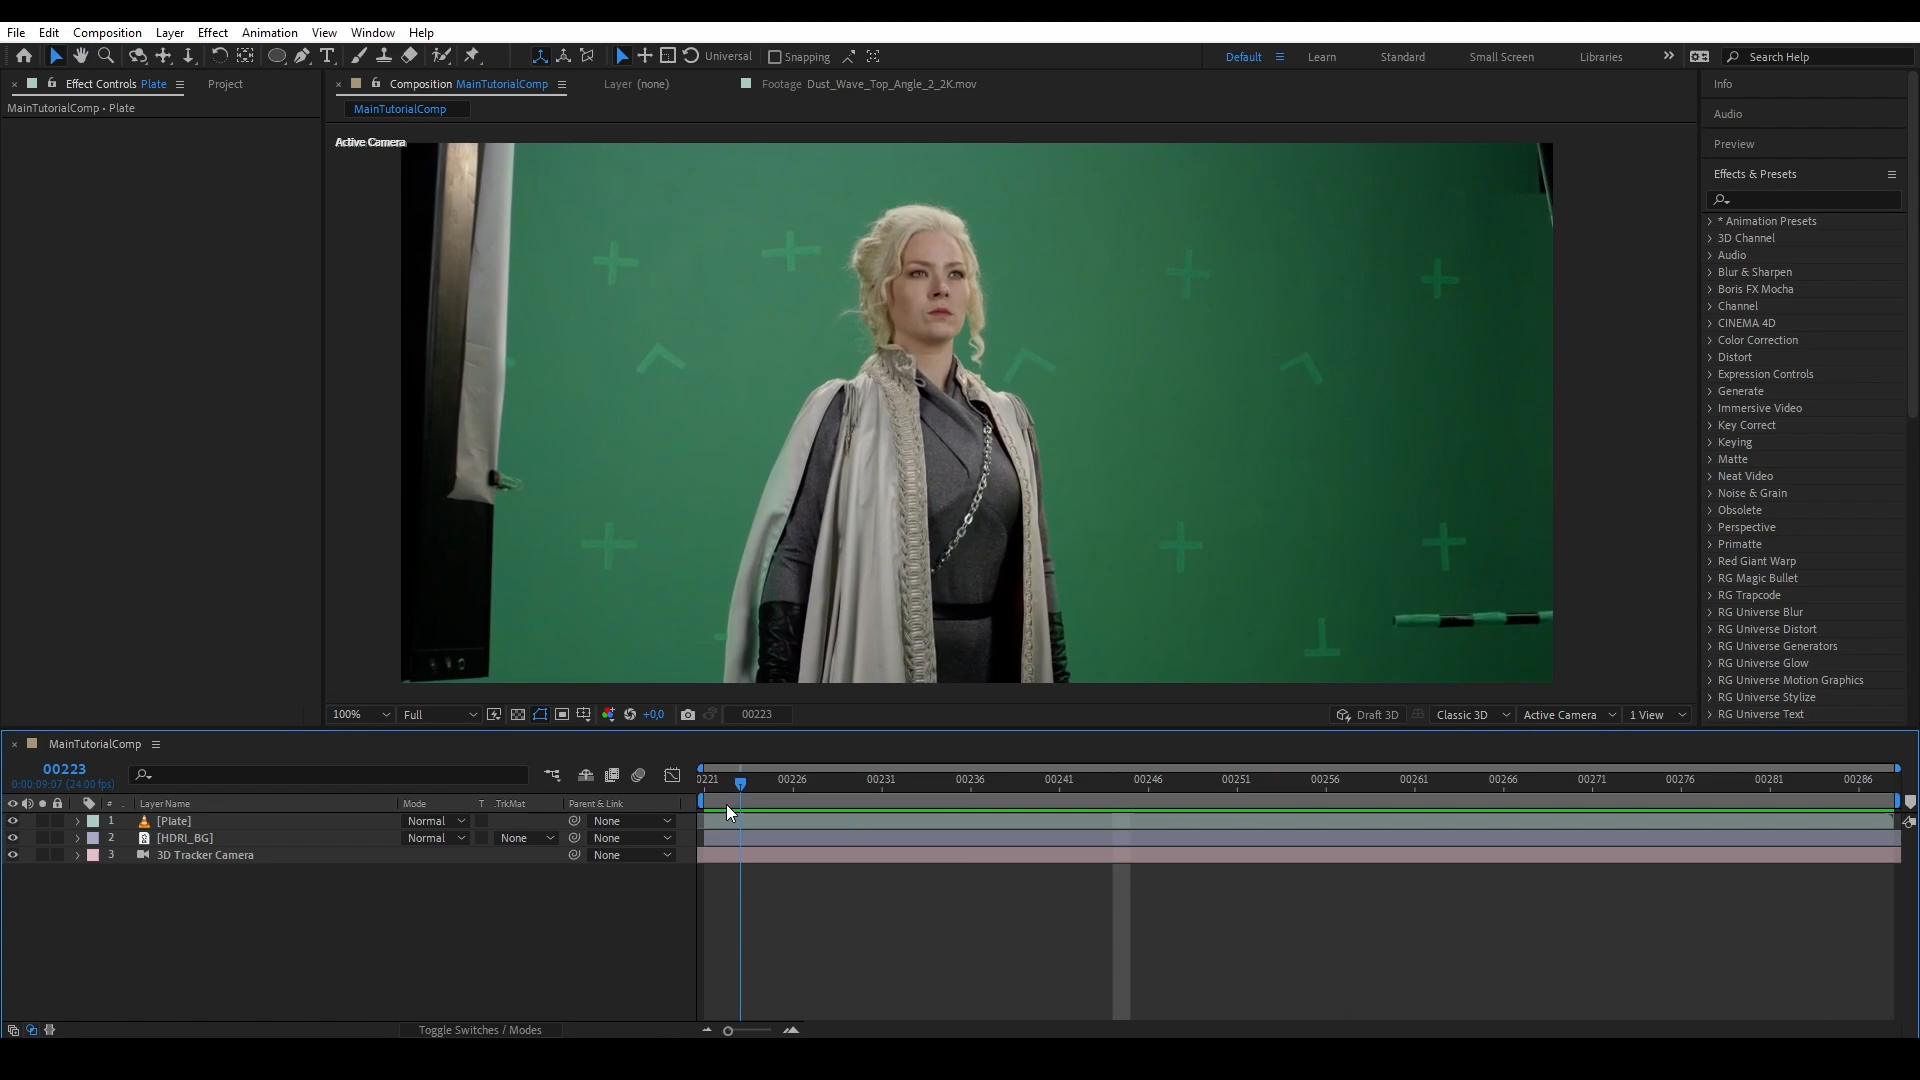 File Edit Composition Layer Effect Animation View Window Help
Universal Snapping Default Learn Standard Small Screen Libraries Search Help
Effect Controls Plate Project
MainTutorialComp • Plate
Composition MainTutorialComp Layer (none) Footage Dust_Wave_Top_Angle_2_2K.mov
MainTutorialComp
Active Camera
100% Full +0,0 00223 Draft 3D Classic 3D Active Camera 1 View
Info
Audio
Preview
Effects & Presets
* Animation Presets
3D Channel
Audio
Blur & Sharpen
Boris FX Mocha
Channel
CINEMA 4D
Color Correction
Distort
Expression Controls
Generate
Immersive Video
Key Correct
Keying
Matte
Neat Video
Noise & Grain
Obsolete
Perspective
Primatte
Red Giant Warp
RG Magic Bullet
RG Trapcode
RG Universe Blur
RG Universe Distort
RG Universe Generators
RG Universe Glow
RG Universe Motion Graphics
RG Universe Stylize
RG Universe Text
MainTutorialComp
00223
0:00:09:07 (24.00 fps)
0221 00226 00231 00236 00241 00246 00251 00256 00261 00266 00271 00276 00281 00286
# . Layer Name Mode T .TrkMat Parent & Link
1 [Plate] Normal None
2 [HDRI_BG] Normal None None
3 3D Tracker Camera None
Toggle Switches / Modes